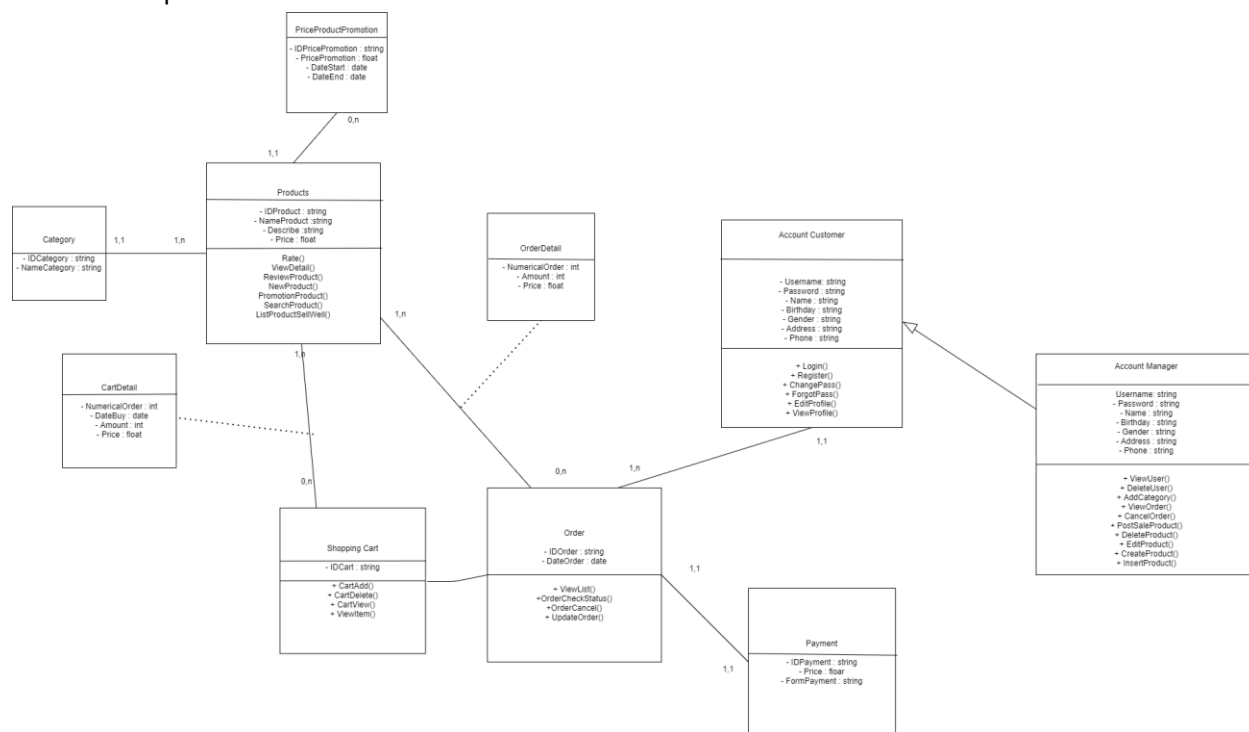 PriceProductPromotion
- IDPricePromotion : string
- PricePromotion : float
- DateStart : date
- DateEnd : date
0,n
1,1
Products
- IDProduct : string
- NameProduct :string
- Describe :string
- Price : float
Rate()
ViewDetail()
ReviewProduct()
NewProduct()
PromotionProduct()
SearchProduct()
ListProductSellWell()
Category
- IDCategory : string
- NameCategory : string
1,1
1,n
OrderDetail
- NumericalOrder : int
- Amount : int
- Price : float
Account Customer
- Username: string
- Password : string
- Name : string
- Birthday : string
- Gender : string
- Address : string
- Phone : string
+ Login()
+ Register()
+ ChangePass()
+ ForgotPass()
+ EditProfile()
+ ViewProfile()
1,n
1,n
CartDetail
- NumericalOrder : int
- DateBuy : date
- Amount : int
- Price : float
Account Manager
Username: string
- Password : string
- Name : string
- Birthday : string
- Gender : string
- Address : string
- Phone : string
+ ViewUser()
+ DeleteUser()
+ AddCategory()
+ ViewOrder()
+ CancelOrder()
+ PostSaleProduct()
+ DeleteProduct()
+ EditProduct()
+ CreateProduct()
+ InsertProduct()
1,1
0,n
1,n
0,n
Shopping Cart
- IDCart : string
+ CartAdd()
+ CartDelete()
+ CartView()
+ ViewItem()
Order
- IDOrder : string
- DateOrder : date
+ ViewList()
+OrderCheckStatus()
+OrderCancel()
+ UpdateOrder()
1,1
1,1
Payment
- IDPayment : string
- Price : floar
- FormPayment : string